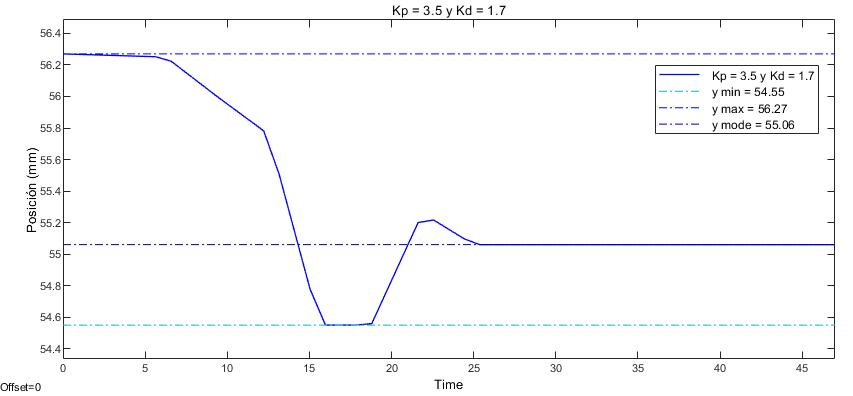 Kp = 3.5 y Kd = 1.7
56.4
56.2
56
55.8
55.6
55.4
55.2
55
54.8
54.6
54.4
Posición (mm)
Kp = 3.5 y Kd = 1.7
y min = 54.55
y max = 56.27
y mode = 55.06
0 5 10 15 20 25 30 35 40 45
Time
Offset=0